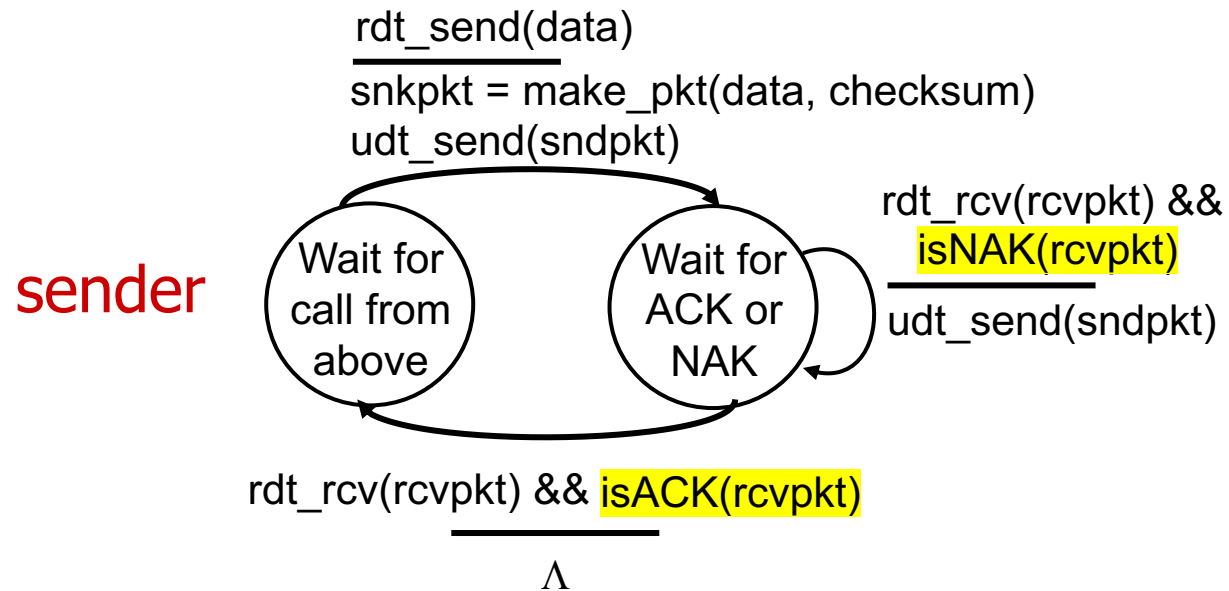 rdt_send(data)
snkpkt = make_pkt(data, checksum)
udt_send(sndpkt)
sender
Wait for
call from
above
Wait for
ACK or
NAK
rdt_rcv(rcvpkt) &&
isNAK(rcvpkt)
udt_send(sndpkt)
rdt_rcv(rcvpkt) && isACK(rcvpkt)
Λ